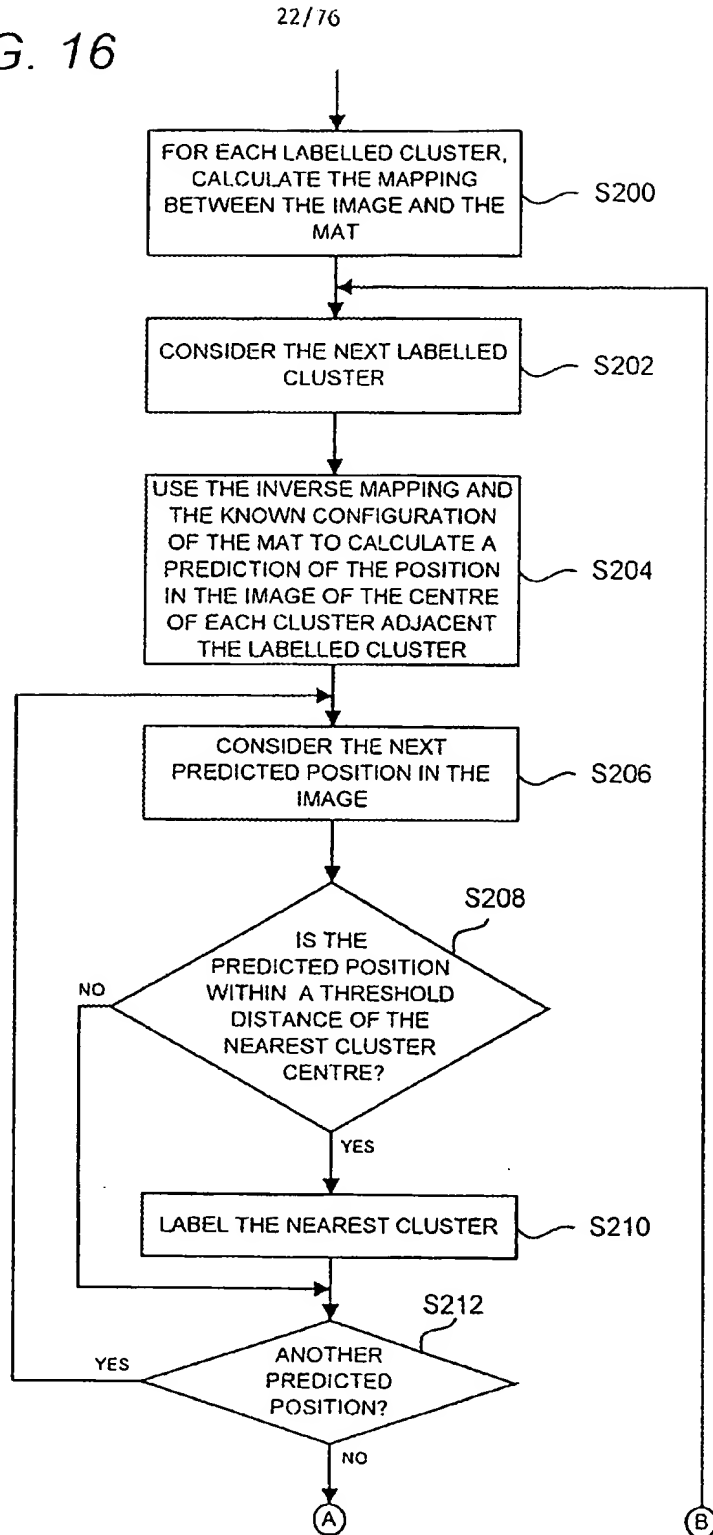 22/76
G. 16
FOR EACH LABELLED CLUSTER,
CALCULATE THE MAPPING
BETWEEN THE IMAGE AND THE
MAT
S200
CONSIDER THE NEXT LABELLED
CLUSTER
S202
USE THE INVERSE MAPPING AND
THE KNOWN CONFIGURATION
OF THE MAT TO CALCULATE A
PREDICTION OF THE POSITION
IN THE IMAGE OF THE CENTRE
OF EACH CLUSTER ADJACENT
THE LABELLED CLUSTER
S204
CONSIDER THE NEXT
PREDICTED POSITION IN THE
IMAGE
S206
S208
IS THE
PREDICTED POSITION
WITHIN A THRESHOLD
DISTANCE OF THE
NEAREST CLUSTER
CENTRE?
NO
YES
LABEL THE NEAREST CLUSTER
S210
S212
ANOTHER
PREDICTED
POSITION?
YES
NO
A
B